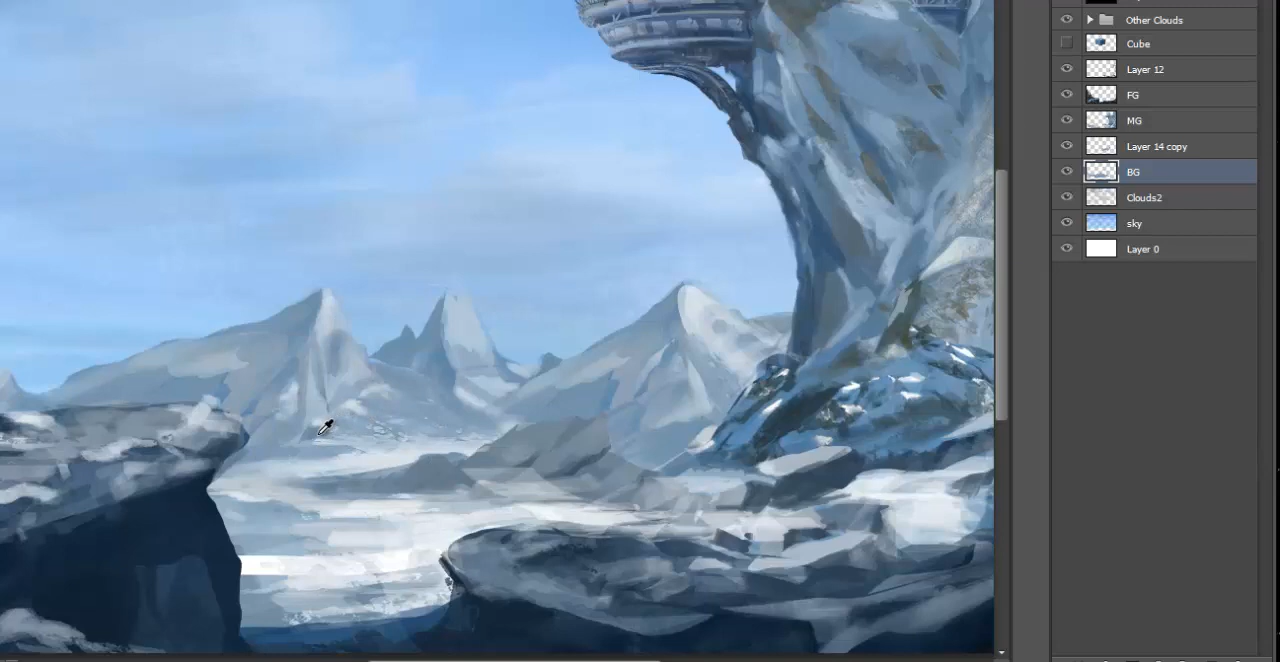 Other Clouds
Cube
Layer 12
FG
MG
Layer 14 copy
BG
Clouds2
sky
Layer 0